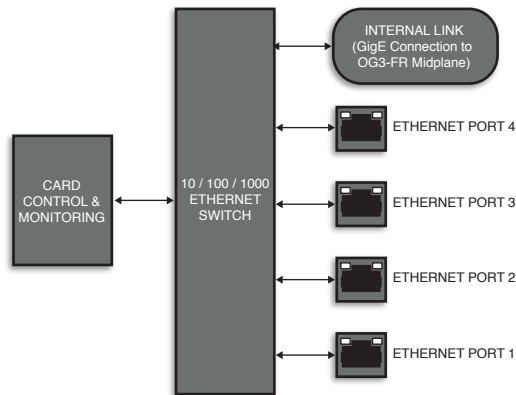 INTERNAL LINK
(GigE Connection to
OG3-FR Midplane)
ETHERNET PORT 4
CARD
CONTROL &
MONITORING
10 / 100 / 1000
ETHERNET
SWITCH
ETHERNET PORT 3
ETHERNET PORT 2
ETHERNET PORT 1